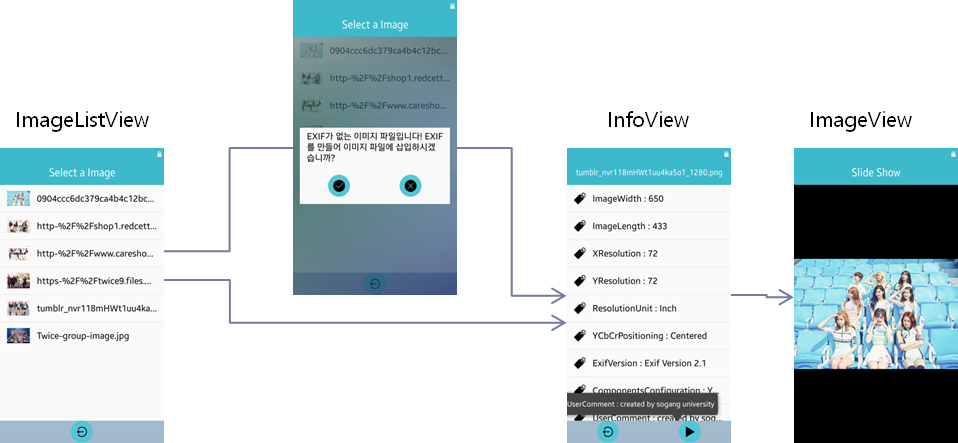 Select a Image
0904ccc6dc379ca4b4c12bc...
http-%2F%2Fshop1.redcett...
http-%2F%2Fwww.caresho...
EXIF가 없는 이미지 파일입니다! EXIF
를 만들어 이미지 파일에 삽입하시겠
습니까?
ImageListView
Select a Image
0904ccc6dc379ca4b4c12bc...
http-%2F%2Fshop1.redcett...
http-%2F%2Fwww.caresho...
https-%2F%2Ftwice9.files....
tumblr_nvr118mHWt1uu4ka...
Twice-group-image.jpg
InfoView
tumblr_nvr118mHWt1uu4ka5o1_1280.png
ImageWidth : 650
ImageLength : 433
XResolution : 72
YResolution : 72
ResolutionUnit : Inch
YCbCrPositioning : Centered
ExifVersion : Exif Version 2.1
ComponentsConfiguration : Y...
UserComment : created by sogang university
UserComment : created by sog...
ImageView
Slide Show